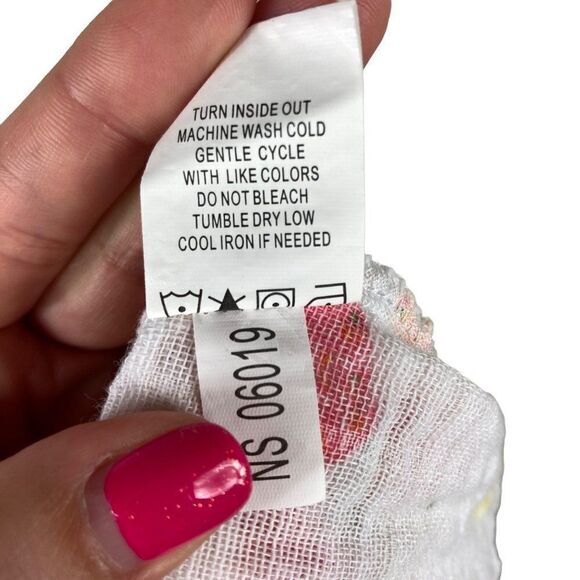 TURN INSIDE OUT
MACHINE WASH COLD
GENTLE CYCLE
WITH LIKE COLORS
DO NOT BLEACH
TUMBLE DRY LOW
COOL IRON IF NEEDED
NS 06019